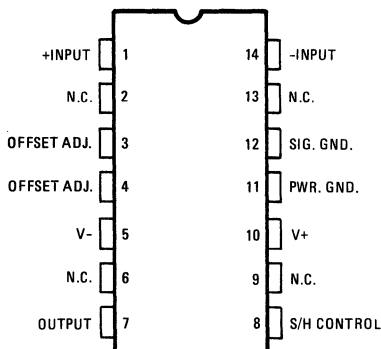 +INPUT 1 14 -INPUT
N.C. 2 13 N.C.
OFFSET ADJ. 3 12 SIG. GND.
OFFSET ADJ. 4 11 PWR. GND.
V- 5 10 V+
N.C. 6 9 N.C.
OUTPUT 7 8 S/H CONTROL